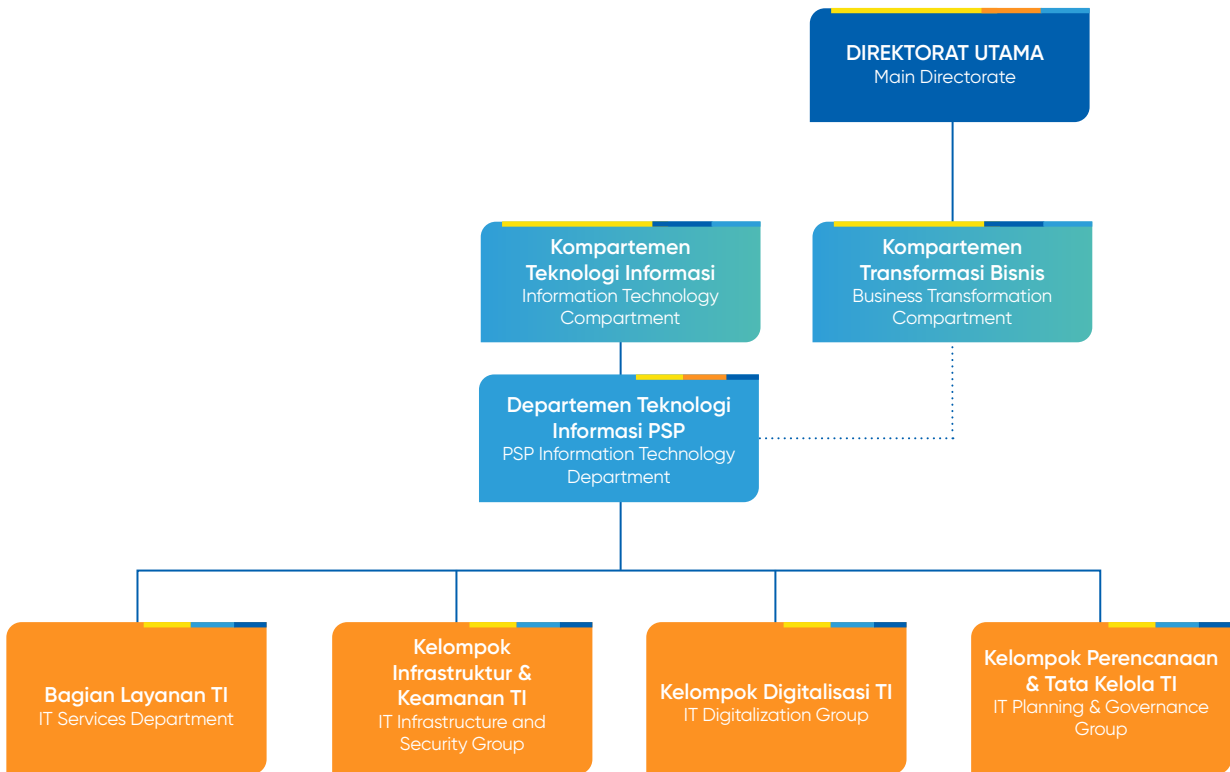 DIREKTORAT UTAMA
Main Directorate
Kompartemen
Teknologi Informasi
Information Technology
Compartment
Kompartemen
Transformasi Bisnis
Business Transformation
Compartment
Departemen Teknologi
Informasi PSP
PSP Information Technology
Department
Bagian Layanan TI
IT Services Department
Kelompok
Infrastruktur &
Keamanan TI
IT Infrastructure and
Security Group
Kelompok Digitalisasi TI
IT Digitalization Group
Kelompok Perencanaan
& Tata Kelola TI
IT Planning & Governance
Group